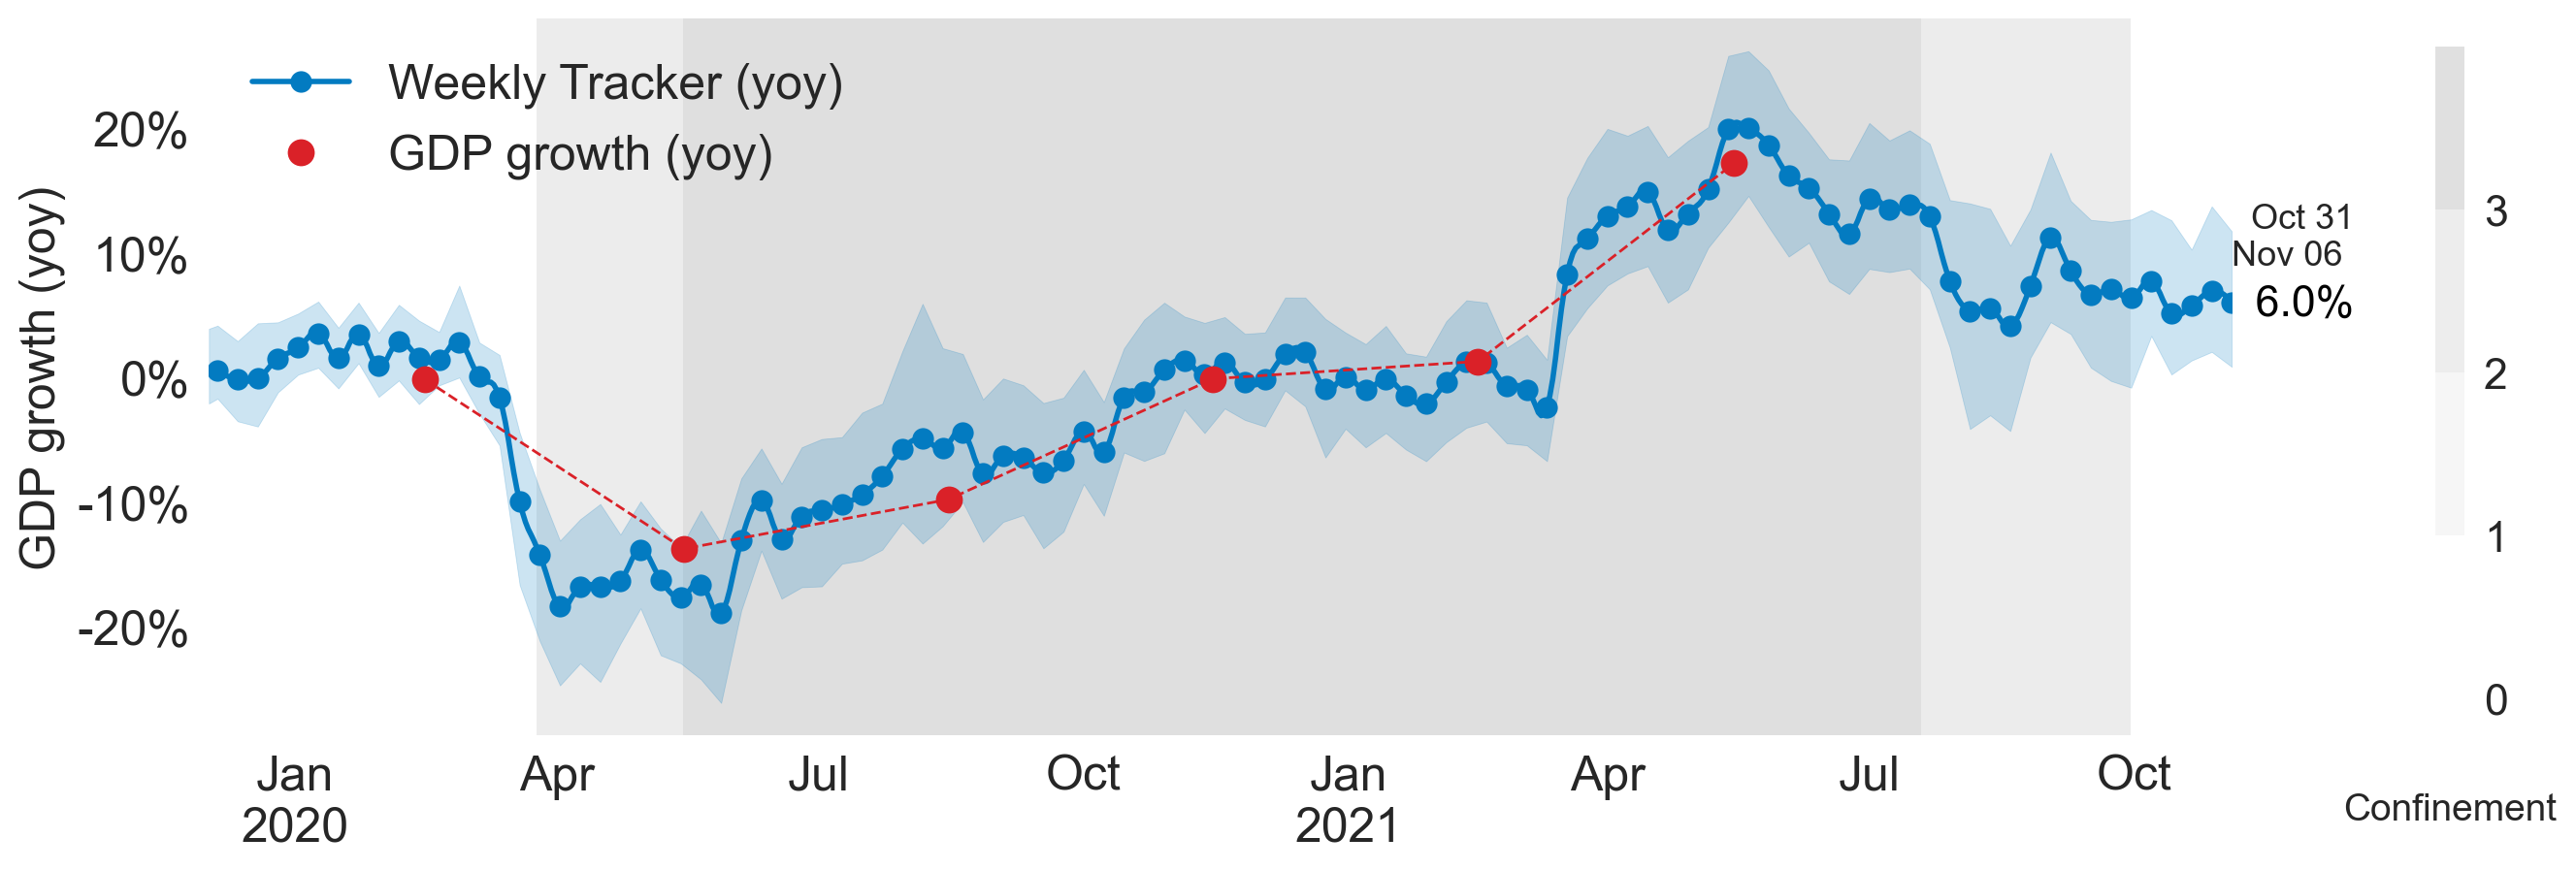 Weekly Tracker (yoy)
GDP growth (yoy)
GDP growth (yoy)
20%
10%
0%
-10%
-20%
Jan
2020
Apr
Jul
Oct
Jan
2021
Apr
Jul
Oct
Oct 31
Nov 06
6.0%
3
2
1
0
Confinement